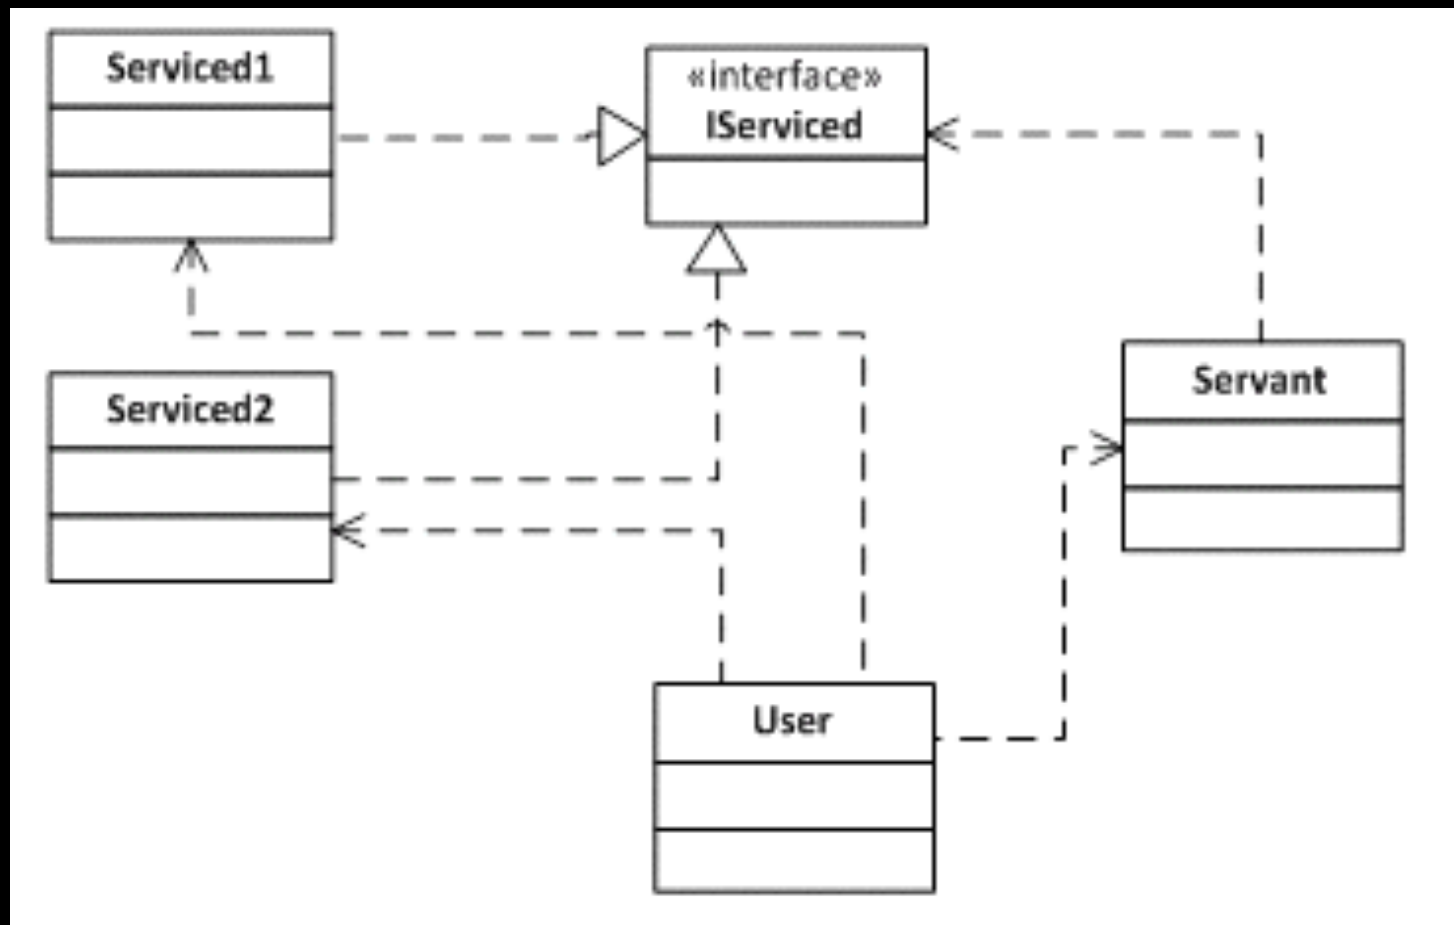 Serviced1
«interface»
IServiced
Serviced2
Servant
User